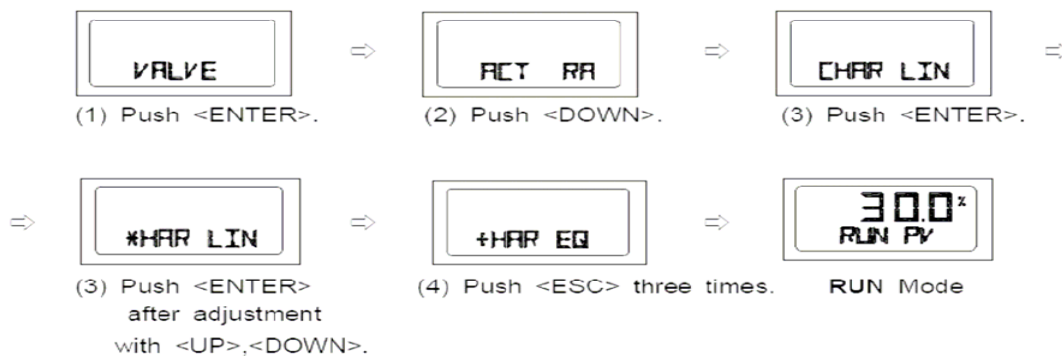 VALVE
⇨
ACT RA
⇨
CHAR LIN
⇨
(1) Push <ENTER>.
(2) Push <DOWN>.
(3) Push <ENTER>.
⇨
*HAR LIN
⇨
+HAR EQ
⇨
30.0%
RUN PV
(3) Push <ENTER>
after adjustment
with <UP>,<DOWN>.
(4) Push <ESC> three times.
RUN Mode